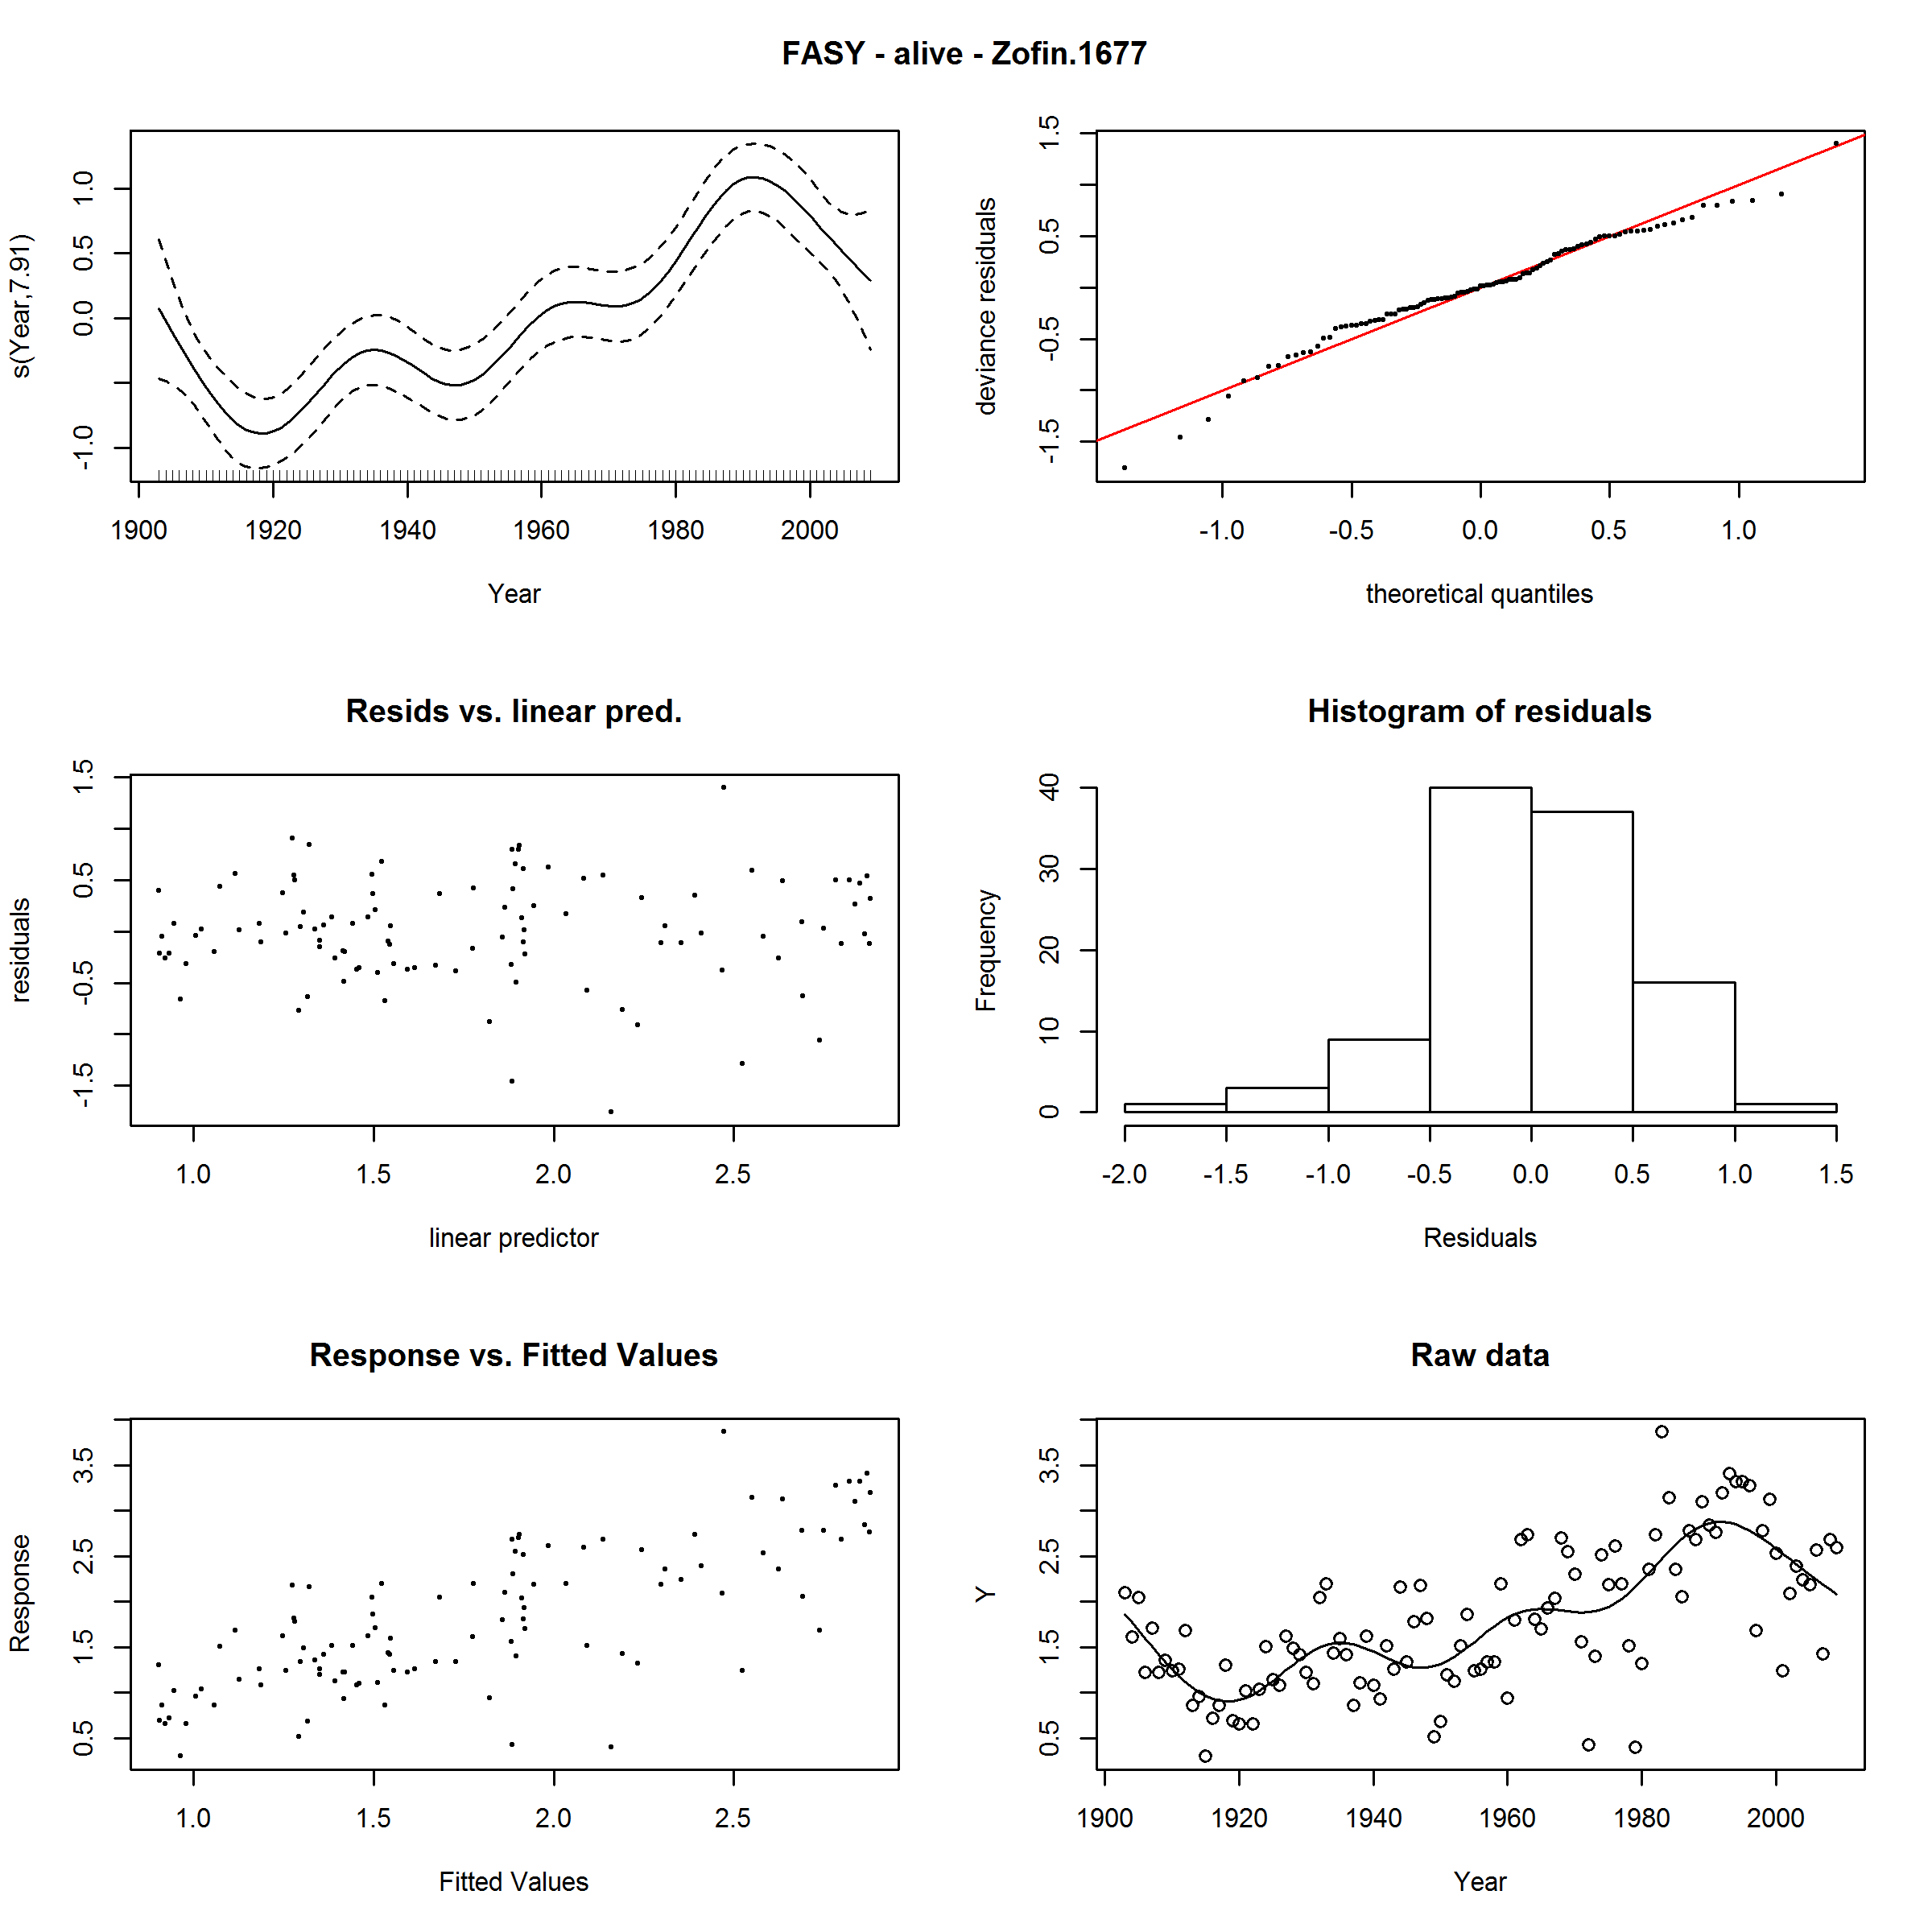 FASY - alive - Zofin.1677
s(Year,7.91)
-1.0 0.0 0.5 1.0
1900 1920 1940 1960 1980 2000
Year
deviance residuals
-1.5 -0.5 0.5 1.5
-1.0 -0.5 0.0 0.5 1.0
theoretical quantiles
Resids vs. linear pred.
residuals
-1.5 -0.5 0.5 1.5
1.0 1.5 2.0 2.5
linear predictor
Histogram of residuals
Frequency
0 10 20 30 40
-2.0 -1.5 -1.0 -0.5 0.0 0.5 1.0 1.5
Residuals
Response vs. Fitted Values
Response
0.5 1.5 2.5 3.5
1.0 1.5 2.0 2.5
Fitted Values
Raw data
Y
0.5 1.5 2.5 3.5
1900 1920 1940 1960 1980 2000
Year